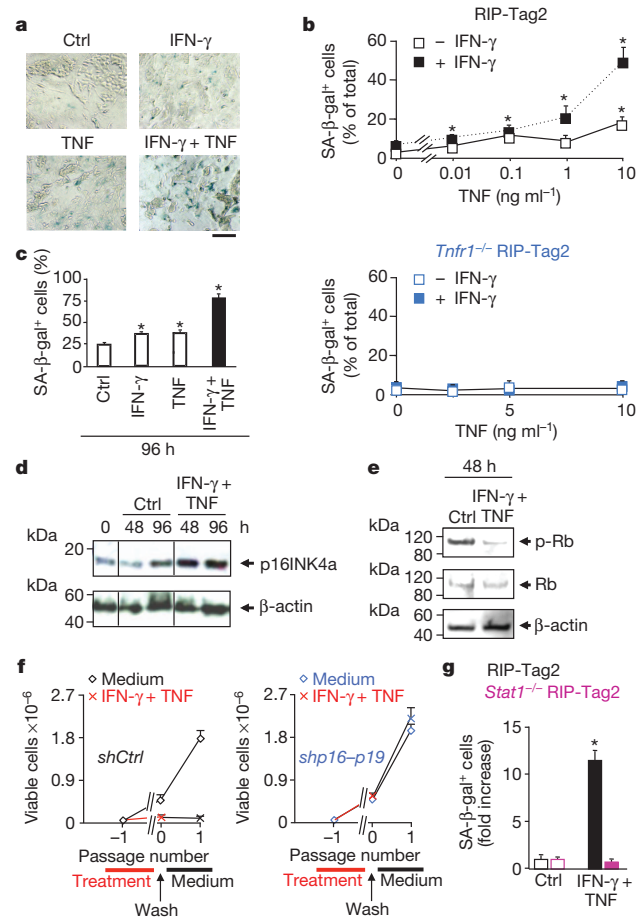 a
Ctrl
IFN-γ
TNF
IFN-γ + TNF
b
RIP-Tag2
− IFN-γ
+ IFN-γ
SA-β-gal⁺ cells
(% of total)
60
40
20
0
* * * * *
0 0.01 0.1 1 10
TNF (ng ml⁻¹)
Tnfr1⁻/⁻ RIP-Tag2
− IFN-γ
+ IFN-γ
SA-β-gal⁺ cells
(% of total)
60
40
20
0
0 5 10
TNF (ng ml⁻¹)
c
SA-β-gal⁺ cells (%)
100
75
50
25
0
* * *
Ctrl
IFN-γ
TNF
IFN-γ +
TNF
96 h
d
Ctrl
IFN-γ +
TNF
kDa
0 48 96 48 96 h
20
p16INK4a
kDa
60
40
β-actin
e
48 h
Ctrl
IFN-γ +
TNF
kDa
120
80
p-Rb
kDa
120
80
Rb
kDa
60
40
β-actin
f
Medium
IFN-γ + TNF
Viable cells ×10⁻⁶
2.7
1.8
0.9
0
shCtrl
−1 0 1
Passage number
Treatment
Medium
Wash
Medium
IFN-γ + TNF
Viable cells ×10⁻⁶
2.7
1.8
0.9
0
shp16–p19
−1 0 1
Passage number
Treatment
Medium
Wash
g
RIP-Tag2
Stat1⁻/⁻ RIP-Tag2
SA-β-gal⁺ cells
(fold increase)
15
10
5
0
*
Ctrl
IFN-γ +
TNF